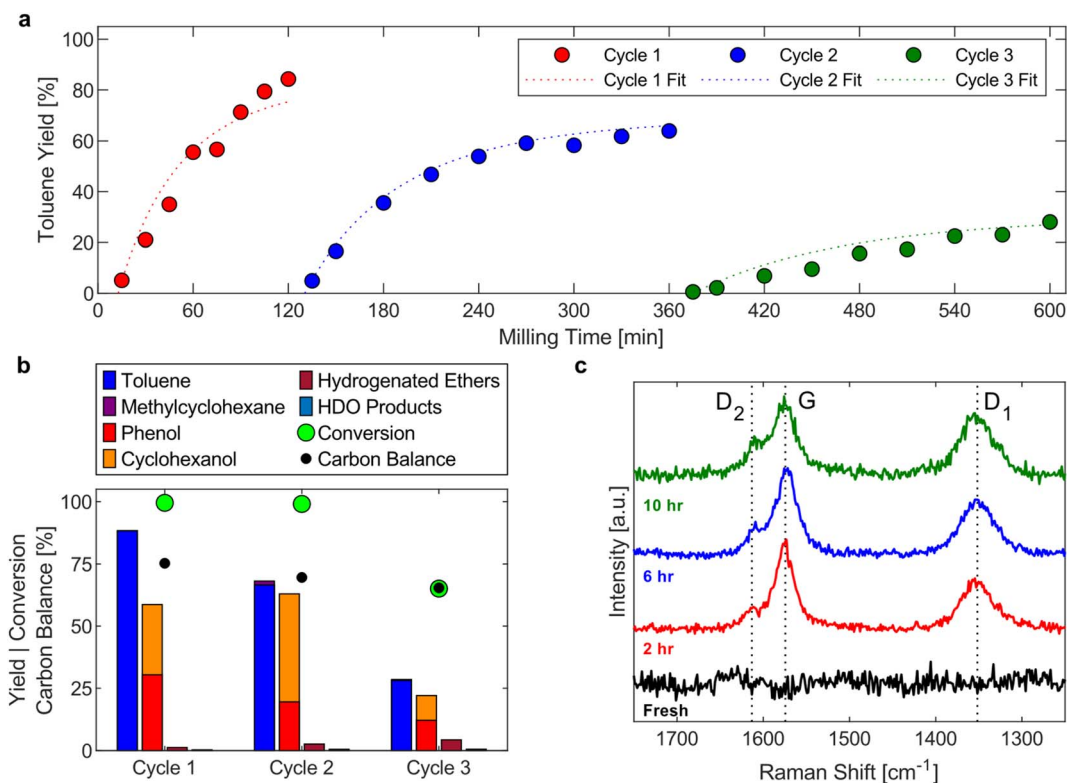 a
100
80
60
40
20
0
Toluene Yield [%]
Cycle 1 Cycle 2 Cycle 3
Cycle 1 Fit Cycle 2 Fit Cycle 3 Fit
0 60 120 180 240 300 360 420 480 540 600
Milling Time [min]
b
Toluene Hydrogenated Ethers
Methylcyclohexane HDO Products
Phenol Conversion
Cyclohexanol Carbon Balance
100
75
50
25
0
Yield | Conversion
Carbon Balance [%]
Cycle 1 Cycle 2 Cycle 3
c
D2 G D1
10 hr
6 hr
2 hr
Fresh
Intensity [a.u.]
1700 1600 1500 1400 1300
Raman Shift [cm-1]